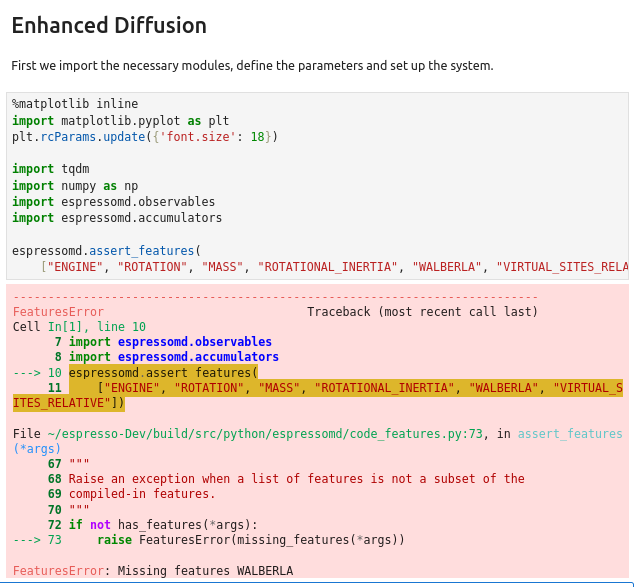 Enhanced Diffusion
First we import the necessary modules, define the parameters and set up the system.
%matplotlib inline
import matplotlib.pyplot as plt
plt.rcParams.update({'font.size': 18})
import tqdm
import numpy as np
import espressomd.observables
import espressomd.accumulators
espressomd.assert_features(
["ENGINE", "ROTATION", "MASS", "ROTATIONAL_INERTIA", "WALBERLA", "VIRTUAL_SITES_RELA
---------------------------------------------------------------------------
FeaturesError Traceback (most recent call last)
Cell In[1], line 10
7 import espressomd.observables
8 import espressomd.accumulators
---> 10 espressomd.assert_features(
11 ["ENGINE", "ROTATION", "MASS", "ROTATIONAL_INERTIA", "WALBERLA", "VIRTUAL_S
ITES_RELATIVE"])
File ~/espresso-Dev/build/src/python/espressomd/code_features.py:73, in assert_features
(*args)
67 """
68 Raise an exception when a list of features is not a subset of the
69 compiled-in features.
70 """
72 if not has_features(*args):
---> 73 raise FeaturesError(missing_features(*args))
FeaturesError: Missing features WALBERLA